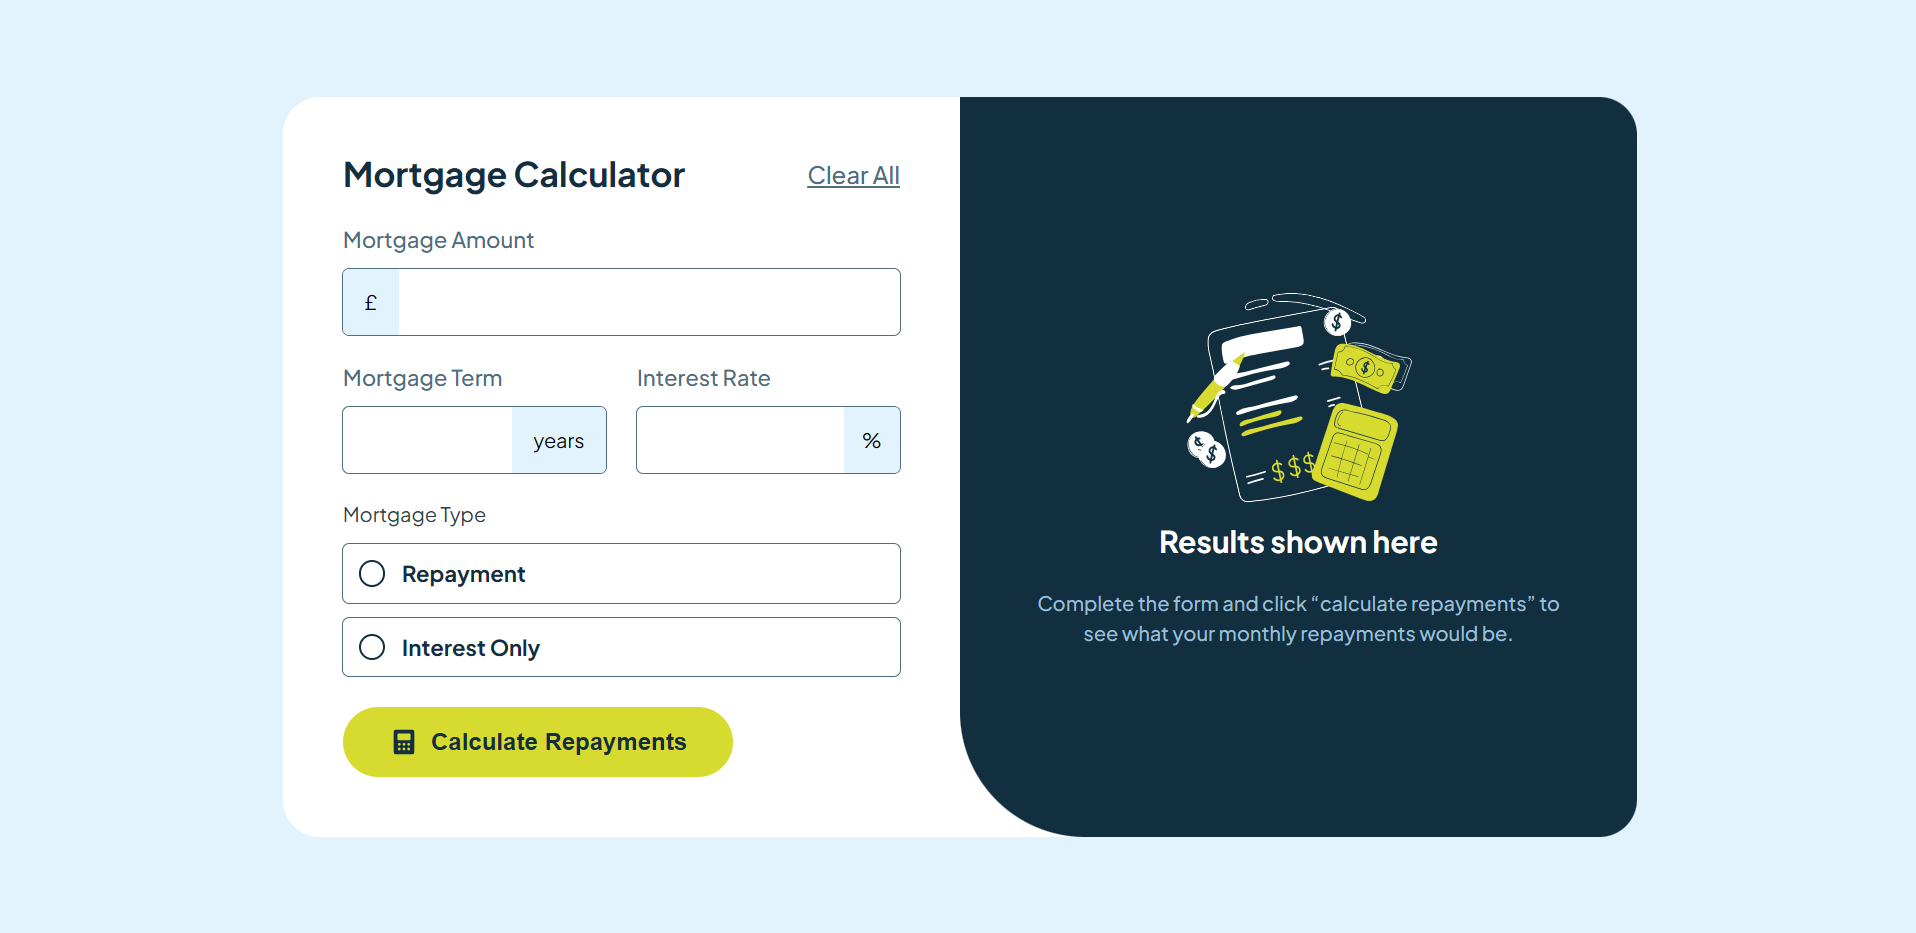 Mortgage Calculator
Clear All
Mortgage Amount
£
Mortgage Term
Interest Rate
years
%
Mortgage Type
Repayment
Interest Only
Calculate Repayments
$
$
$
$
$$$
Results shown here
Complete the form and click “calculate repayments” to
see what your monthly repayments would be.